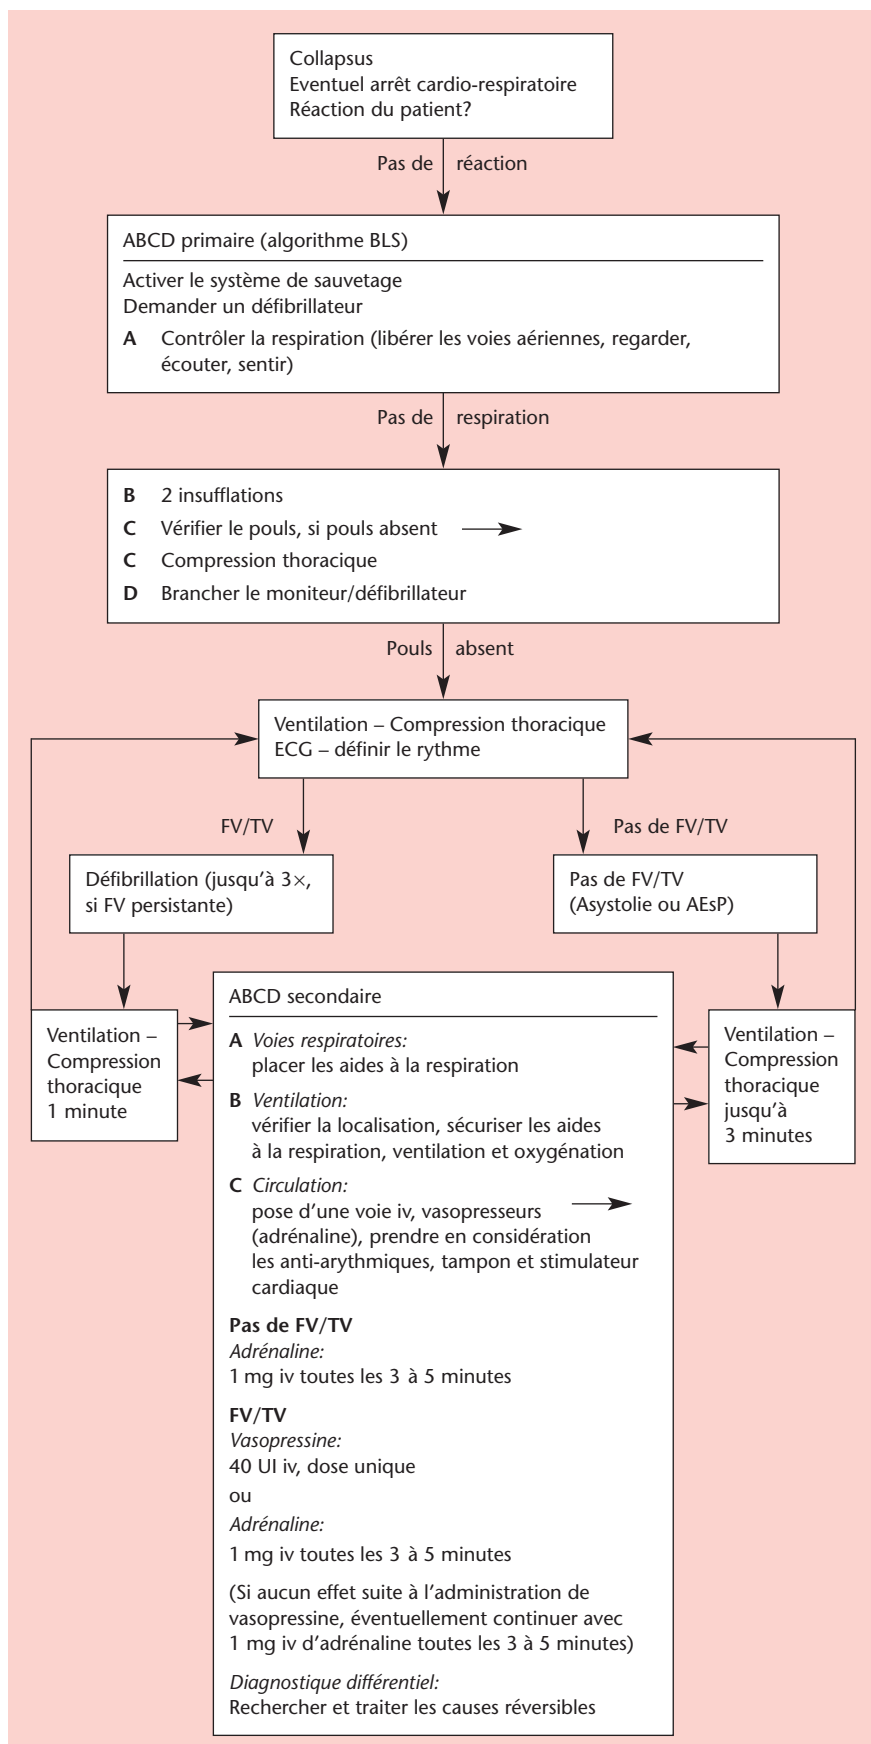 Collapsus
Eventuel arrêt cardio-respiratoire
Réaction du patient?
Pas de réaction
ABCD primaire (algorithme BLS)
Activer le système de sauvetage
Demander un défibrillateur
A Contrôler la respiration (libérer les voies aériennes, regarder,
écouter, sentir)
Pas de respiration
B 2 insufflations
C Vérifier le pouls, si pouls absent
C Compression thoracique
D Brancher le moniteur/défibrillateur
Pouls absent
Ventilation – Compression thoracique
ECG – définir le rythme
FV/TV
Pas de FV/TV
Défibrillation (jusqu'à 3×,
si FV persistante)
Pas de FV/TV
(Asystolie ou AEsP)
Ventilation –
Compression
thoracique
1 minute
ABCD secondaire
A Voies respiratoires:
placer les aides à la respiration
B Ventilation:
vérifier la localisation, sécuriser les aides
à la respiration, ventilation et oxygénation
C Circulation:
pose d'une voie iv, vasopresseurs
(adrénaline), prendre en considération
les anti-arythmiques, tampon et stimulateur
cardiaque
Pas de FV/TV
Adrénaline:
1 mg iv toutes les 3 à 5 minutes
FV/TV
Vasopressine:
40 UI iv, dose unique
ou
Adrénaline:
1 mg iv toutes les 3 à 5 minutes
(Si aucun effet suite à l'administration de
vasopressine, éventuellement continuer avec
1 mg iv d'adrénaline toutes les 3 à 5 minutes)
Diagnostique différentiel:
Rechercher et traiter les causes réversibles
Ventilation –
Compression
thoracique
jusqu'à
3 minutes